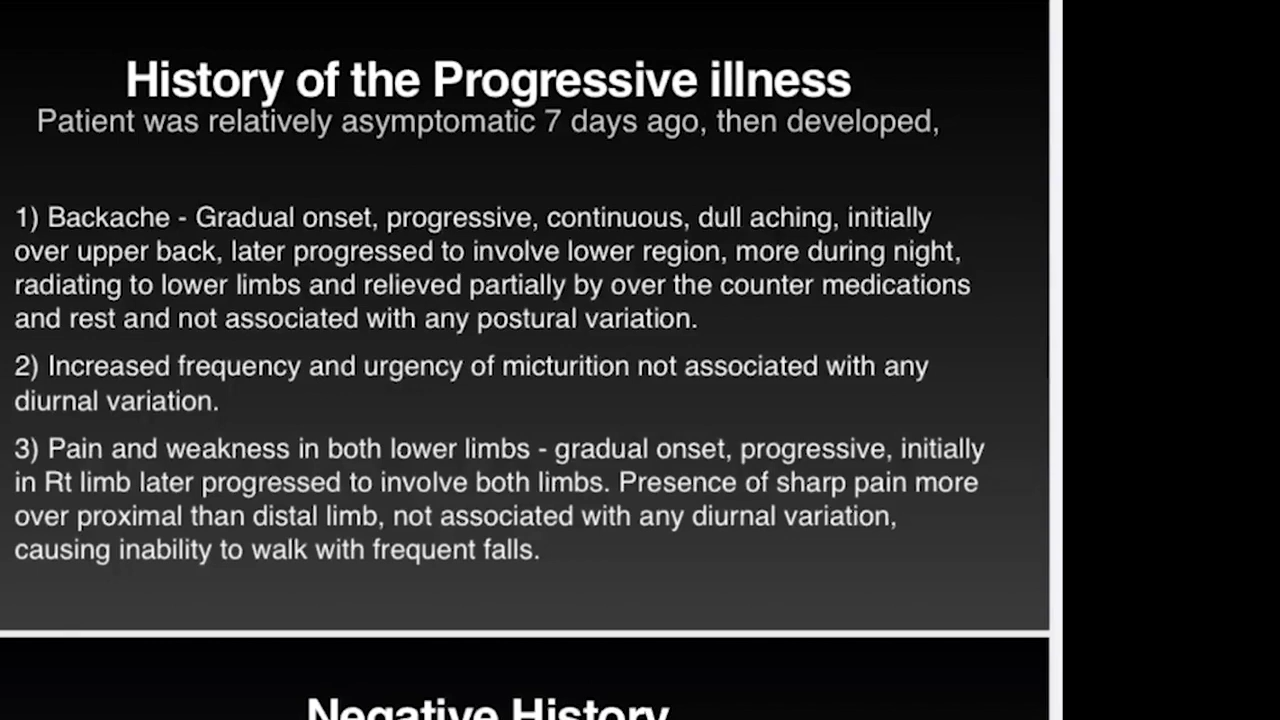 History of the Progressive illness
Patient was relatively asymptomatic 7 days ago, then developed,
1) Backache - Gradual onset, progressive, continuous, dull aching, initially
over upper back, later progressed to involve lower region, more during night,
radiating to lower limbs and relieved partially by over the counter medications
and rest and not associated with any postural variation.
2) Increased frequency and urgency of micturition not associated with any
diurnal variation.
3) Pain and weakness in both lower limbs - gradual onset, progressive, initially
in Rt limb later progressed to involve both limbs. Presence of sharp pain more
over proximal than distal limb, not associated with any diurnal variation,
causing inability to walk with frequent falls.
Negative History